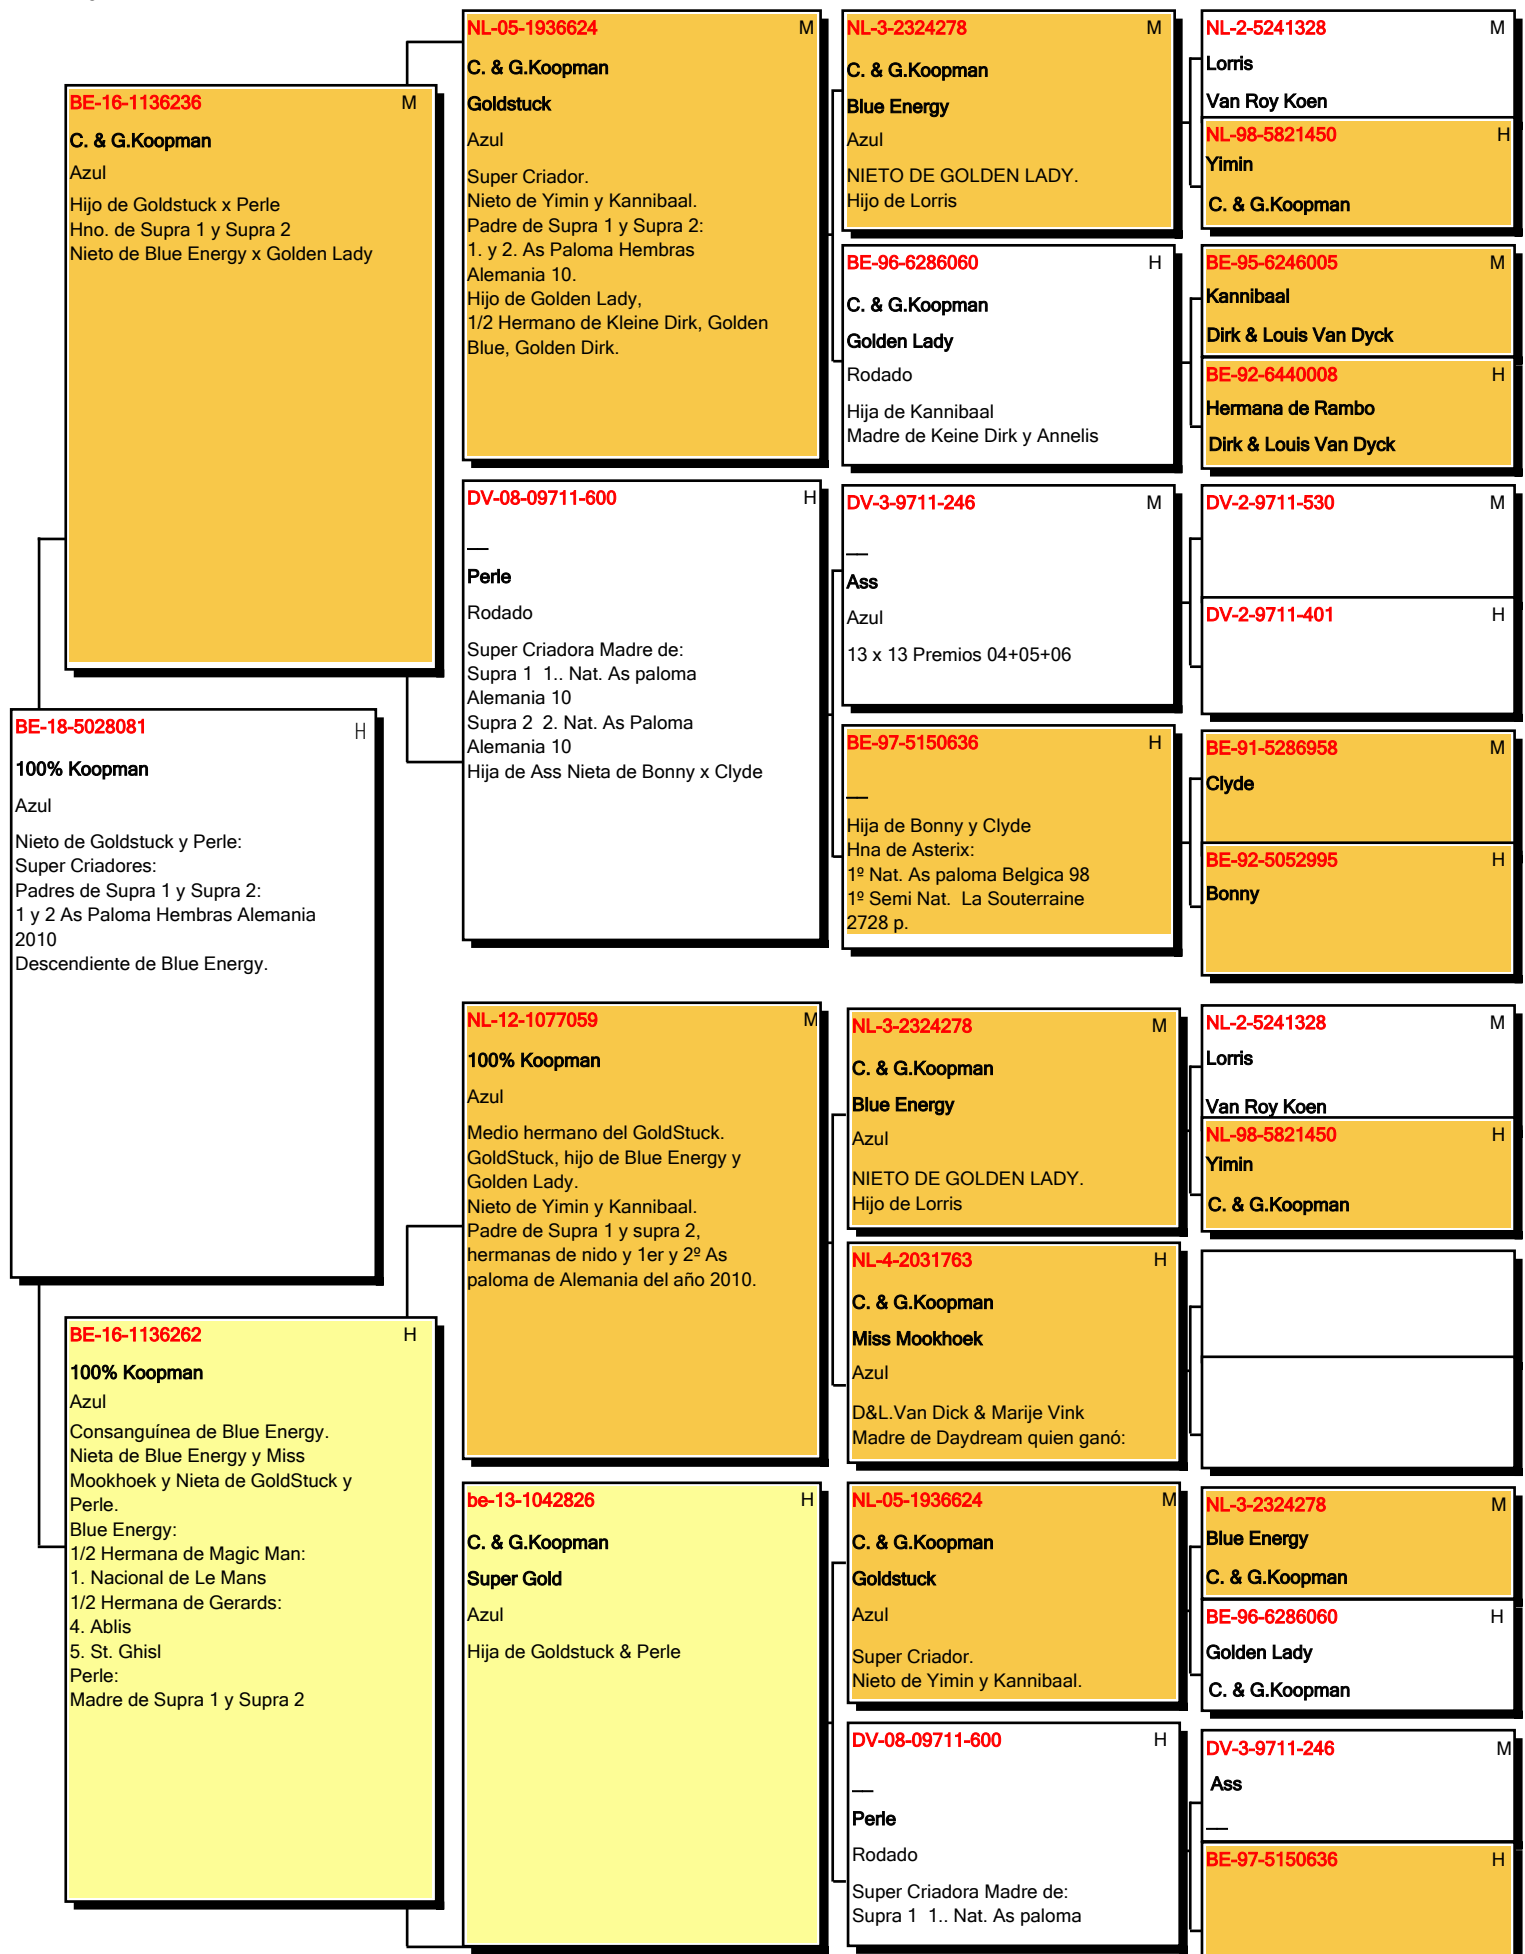 BE-18-5028081 H
100% Koopman
Azul
Nieto de Goldstuck y Perle:
Super Criadores:
Padres de Supra 1 y Supra 2:
1 y 2 As Paloma Hembras Alemania
2010
Descendiente de Blue Energy.
BE-16-1136236 M
C. & G.Koopman
Azul
Hijo de Goldstuck x Perle
Hno. de Supra 1 y Supra 2
Nieto de Blue Energy x Golden Lady
BE-16-1136262 H
100% Koopman
Azul
Consanguínea de Blue Energy.
Nieta de Blue Energy y Miss
Mookhoek y Nieta de GoldStuck y
Perle.
Blue Energy:
1/2 Hermana de Magic Man:
1. Nacional de Le Mans
1/2 Hermana de Gerards:
4. Ablis
5. St. Ghisl
Perle:
Madre de Supra 1 y Supra 2
NL-05-1936624 M
C. & G.Koopman
Goldstuck
Azul
Super Criador.
Nieto de Yimin y Kannibaal.
Padre de Supra 1 y Supra 2:
1. y 2. As Paloma Hembras
Alemania 10.
Hijo de Golden Lady,
1/2 Hermano de Kleine Dirk, Golden
Blue, Golden Dirk.
DV-08-09711-600 H
__
Perle
Rodado
Super Criadora Madre de:
Supra 1 1.. Nat. As paloma
Alemania 10
Supra 2 2. Nat. As Paloma
Alemania 10
Hija de Ass Nieta de Bonny x Clyde
NL-12-1077059 M
100% Koopman
Azul
Medio hermano del GoldStuck.
GoldStuck, hijo de Blue Energy y
Golden Lady.
Nieto de Yimin y Kannibaal.
Padre de Supra 1 y supra 2,
hermanas de nido y 1er y 2º As
paloma de Alemania del año 2010.
be-13-1042826 H
C. & G.Koopman
Super Gold
Azul
Hija de Goldstuck & Perle
NL-3-2324278 M
C. & G.Koopman
Blue Energy
Azul
NIETO DE GOLDEN LADY.
Hijo de Lorris
BE-96-6286060 H
C. & G.Koopman
Golden Lady
Rodado
Hija de Kannibaal
Madre de Keine Dirk y Annelis
DV-3-9711-246 M
__
Ass
Azul
13 x 13 Premios 04+05+06
BE-97-5150636 H
__
Hija de Bonny y Clyde
Hna de Asterix:
1º Nat. As paloma Belgica 98
1º Semi Nat. La Souterraine
2728 p.
NL-3-2324278 M
C. & G.Koopman
Blue Energy
Azul
NIETO DE GOLDEN LADY.
Hijo de Lorris
NL-4-2031763 H
C. & G.Koopman
Miss Mookhoek
Azul
D&L.Van Dick & Marije Vink
Madre de Daydream quien ganó:
NL-05-1936624 M
C. & G.Koopman
Goldstuck
Azul
Super Criador.
Nieto de Yimin y Kannibaal.
DV-08-09711-600 H
__
Perle
Rodado
Super Criadora Madre de:
Supra 1 1.. Nat. As paloma
NL-2-5241328 M
Lorris
Van Roy Koen
NL-98-5821450 H
Yimin
C. & G.Koopman
BE-95-6246005 M
Kannibaal
Dirk & Louis Van Dyck
BE-92-6440008 H
Hermana de Rambo
Dirk & Louis Van Dyck
DV-2-9711-530 M
DV-2-9711-401 H
BE-91-5286958 M
Clyde
BE-92-5052995 H
Bonny
NL-2-5241328 M
Lorris
Van Roy Koen
NL-98-5821450 H
Yimin
C. & G.Koopman
NL-3-2324278 M
Blue Energy
C. & G.Koopman
BE-96-6286060 H
Golden Lady
C. & G.Koopman
DV-3-9711-246 M
Ass
__
BE-97-5150636 H